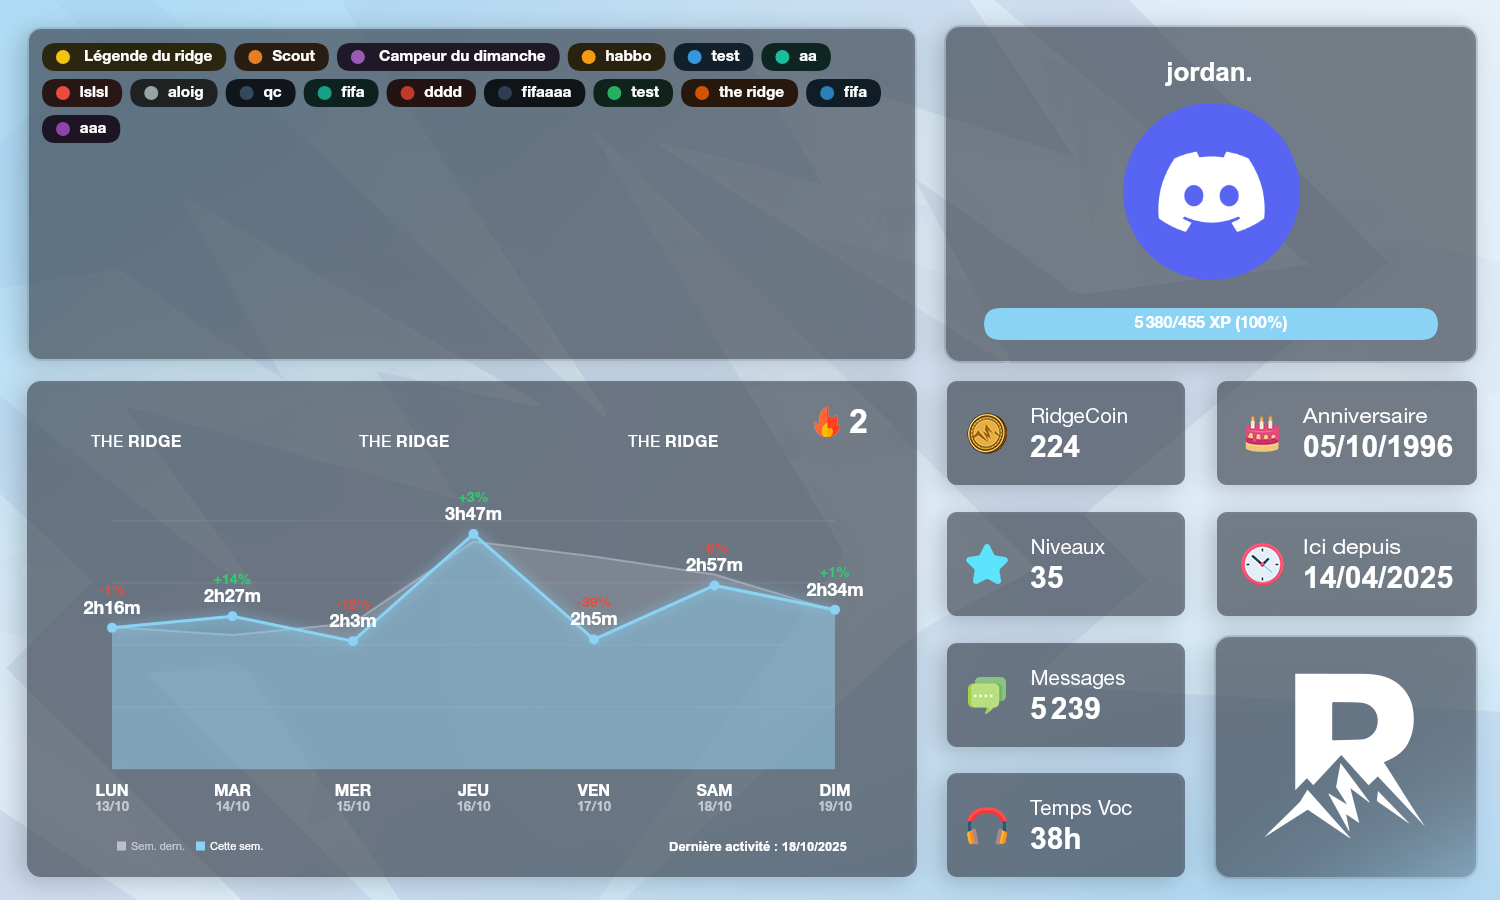 Légende du ridge Scout Campeur du dimanche habbo test aa
lslsl aloig qc fifa dddd fifaaaa test the ridge fifa
aaa
jordan.
5 380/455 XP (100%)
THE RIDGE THE RIDGE THE RIDGE 2
-1%
2h16m
+14%
2h27m
-12%
2h3m
+3%
3h47m
-39%
2h5m
-6%
2h57m
+1%
2h34m
LUN MAR MER JEU VEN SAM DIM
13/10 14/10 15/10 16/10 17/10 18/10 19/10
Sem. dern. Cette sem.
Dernière activité : 18/10/2025
RidgeCoin
224
Anniversaire
05/10/1996
Niveaux
35
Ici depuis
14/04/2025
Messages
5 239
Temps Voc
38h
R